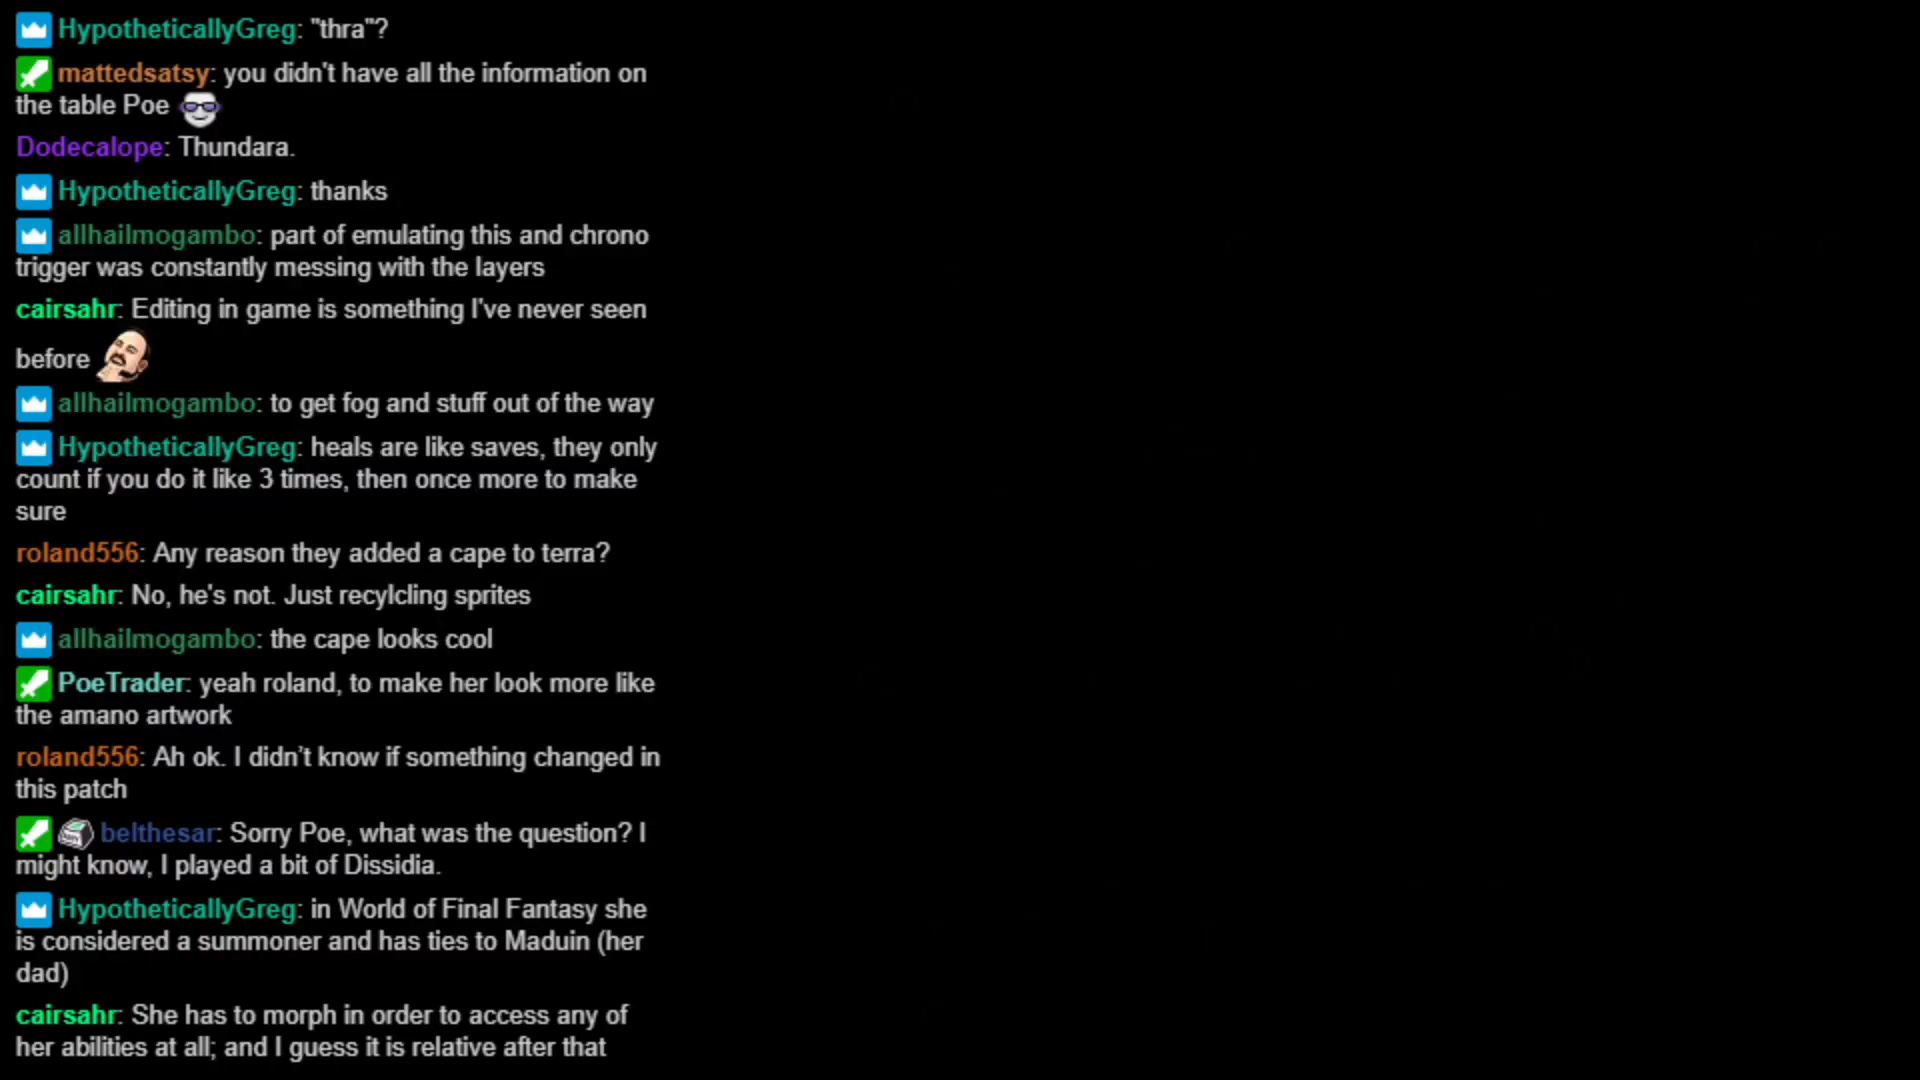 HypotheticallyGreg: "thra"?
mattedsatsy: you didn't have all the information on
the table Poe
Dodecalope: Thundara.
HypotheticallyGreg: thanks
allhailmogambo: part of emulating this and chrono
trigger was constantly messing with the layers
cairsahr: Editing in game is something I've never seen
before
allhailmogambo: to get fog and stuff out of the way
HypotheticallyGreg: heals are like saves, they only
count if you do it like 3 times, then once more to make
sure
roland556: Any reason they added a cape to terra?
cairsahr: No, he's not. Just recylcling sprites
allhailmogambo: the cape looks cool
PoeTrader: yeah roland, to make her look more like
the amano artwork
roland556: Ah ok. I didn't know if something changed in
this patch
belthesar: Sorry Poe, what was the question? I
might know, I played a bit of Dissidia.
HypotheticallyGreg: in World of Final Fantasy she
is considered a summoner and has ties to Maduin (her
dad)
cairsahr: She has to morph in order to access any of
her abilities at all; and I guess it is relative after that